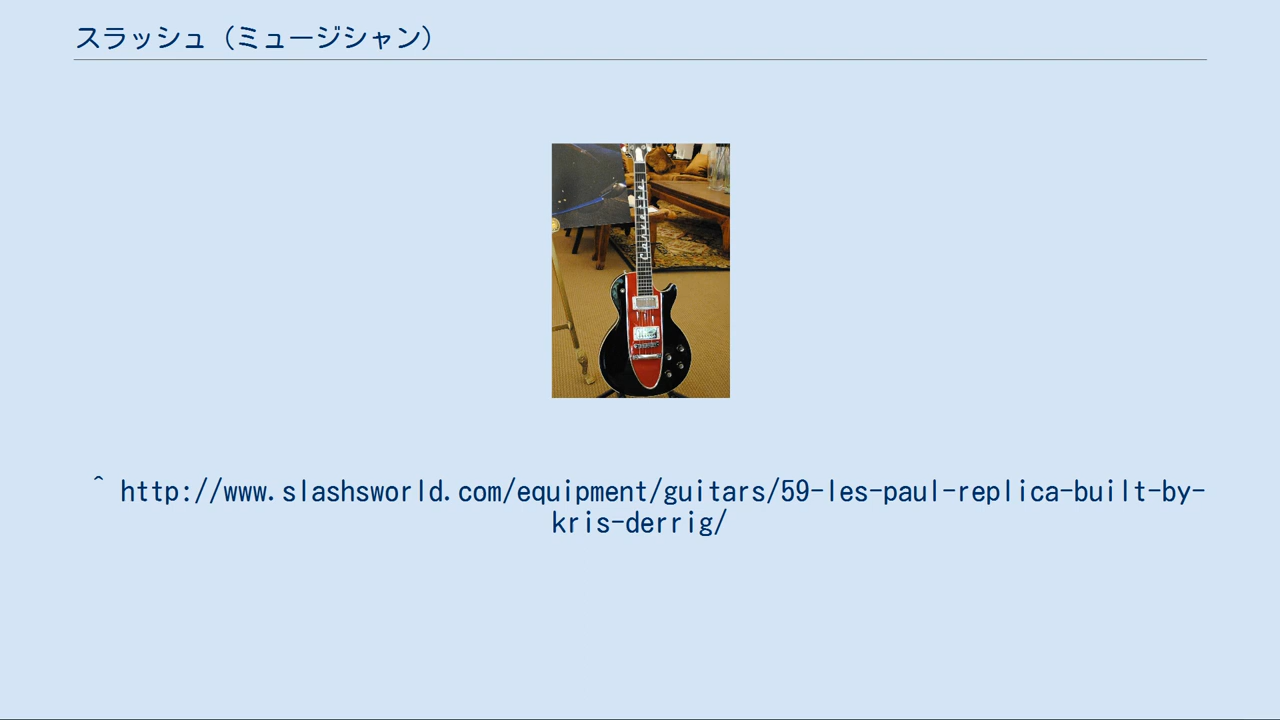 スラッシュ（ミュージシャン）
^ http://www.slashsworld.com/equipment/guitars/59-les-paul-replica-built-by-
kris-derrig/